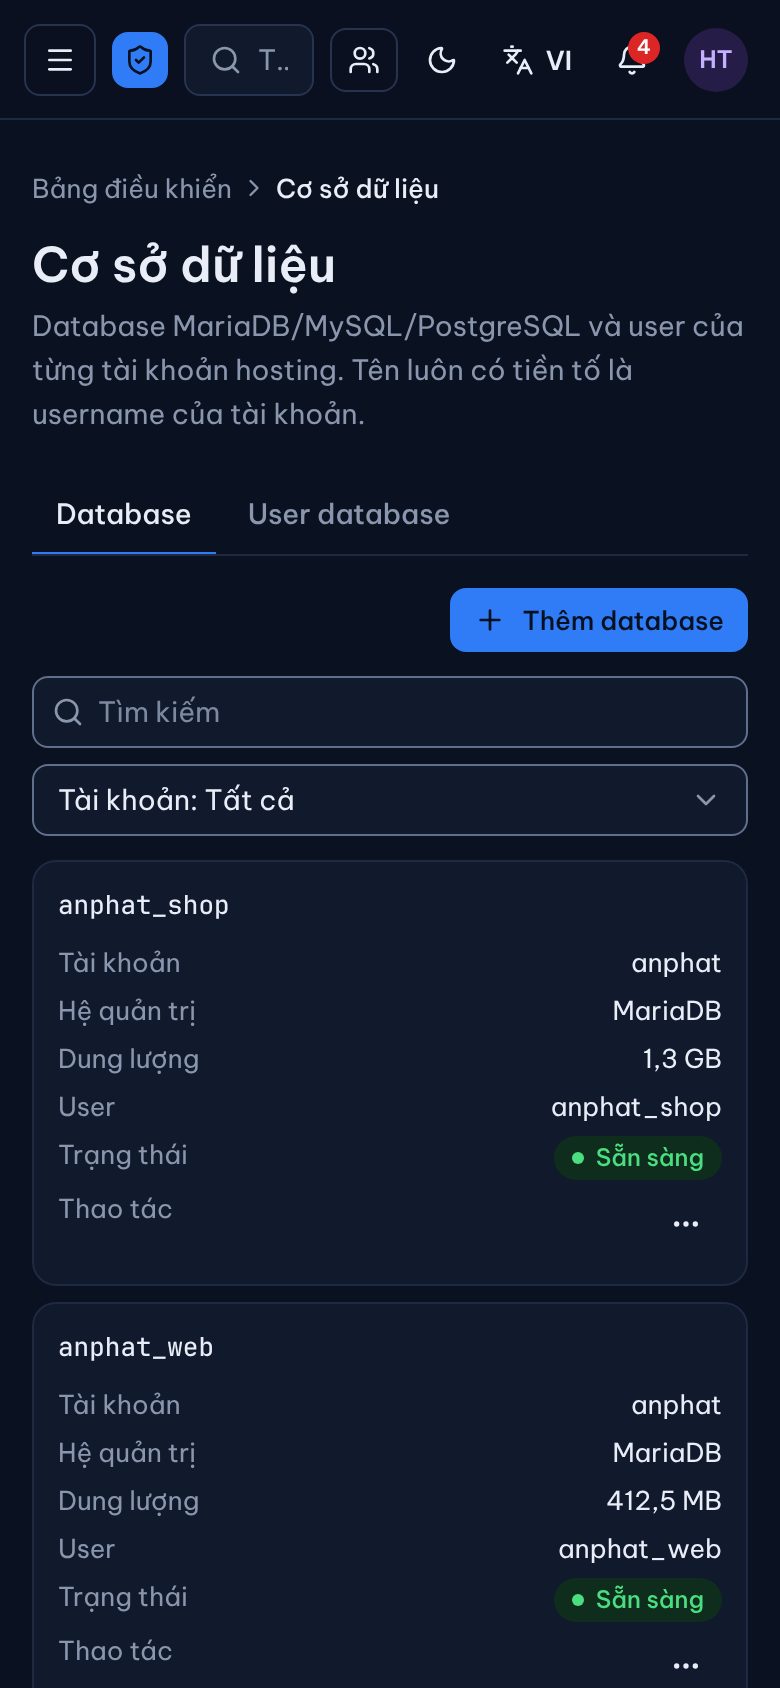 T..
VI
4
HT
Bảng điều khiển > Cơ sở dữ liệu
Cơ sở dữ liệu
Database MariaDB/MySQL/PostgreSQL và user của
từng tài khoản hosting. Tên luôn có tiền tố là
username của tài khoản.
Database
User database
Thêm database
Tìm kiếm
Tài khoản: Tất cả
anphat_shop
Tài khoản anphat
Hệ quản trị MariaDB
Dung lượng 1,3 GB
User anphat_shop
Trạng thái Sẵn sàng
Thao tác ...
anphat_web
Tài khoản anphat
Hệ quản trị MariaDB
Dung lượng 412,5 MB
User anphat_web
Trạng thái Sẵn sàng
Thao tác ...